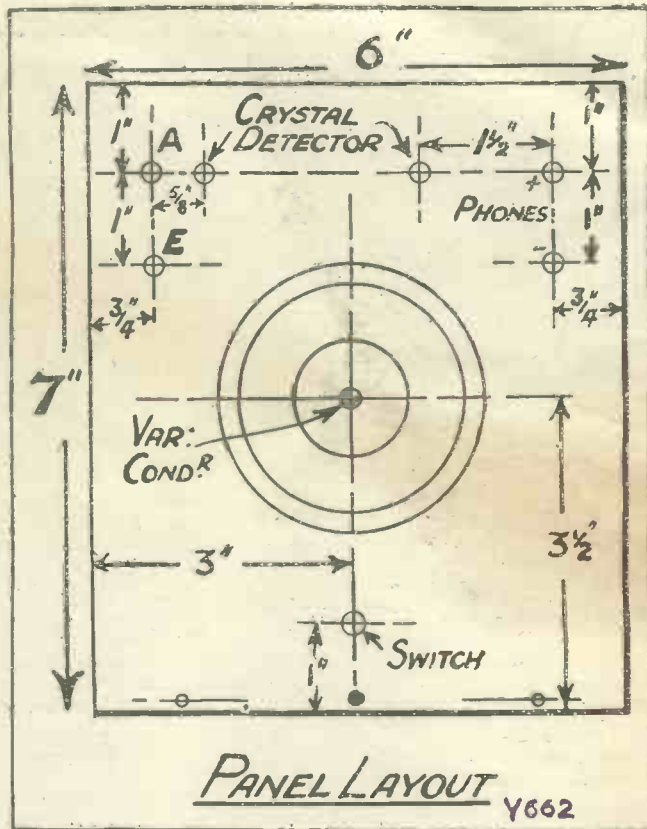 6"
1"
A
CRYSTAL
DETECTOR
1½"
1"
5/8"
+
1"
E
PHONES
1"
-
3/4"
3/4"
7"
VAR:
COND.R
3½"
3"
1"
SWITCH
PANEL LAYOUT
Y662